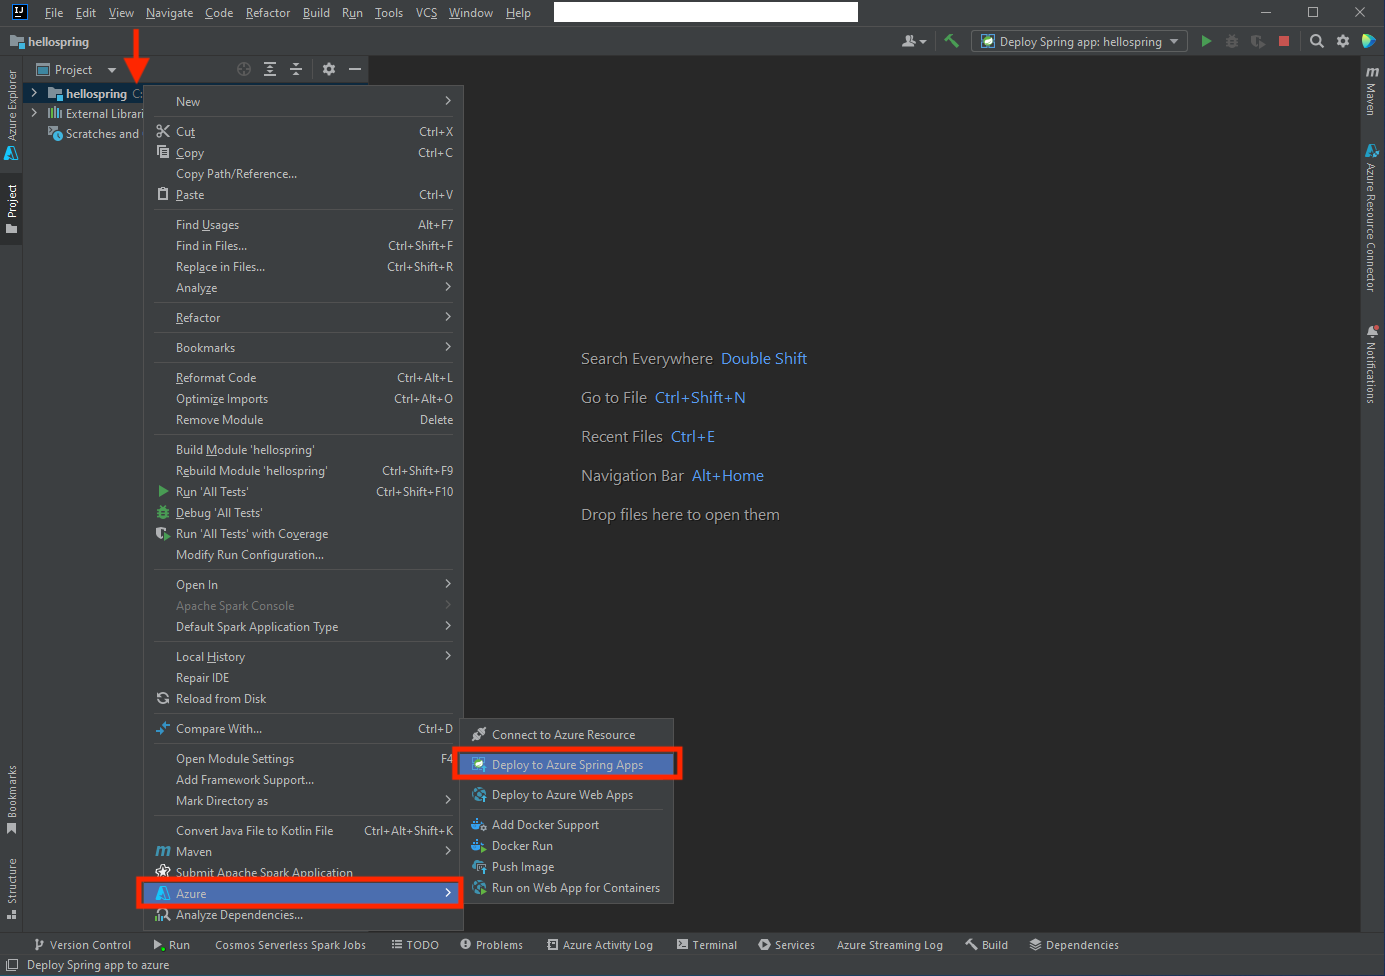 File Edit View Navigate Code Refactor Build Run Tools VCS Window Help
hellospring
Deploy Spring app: hellospring
Project
hellospring C:
External Librari
Scratches and
Azure Explorer
Project
Bookmarks
Structure
New
Cut Ctrl+X
Copy Ctrl+C
Copy Path/Reference...
Paste Ctrl+V
Find Usages Alt+F7
Find in Files... Ctrl+Shift+F
Replace in Files... Ctrl+Shift+R
Analyze
Refactor
Bookmarks
Reformat Code Ctrl+Alt+L
Optimize Imports Ctrl+Alt+O
Remove Module Delete
Build Module 'hellospring'
Rebuild Module 'hellospring' Ctrl+Shift+F9
Run 'All Tests' Ctrl+Shift+F10
Debug 'All Tests'
Run 'All Tests' with Coverage
Modify Run Configuration...
Open In
Apache Spark Console
Default Spark Application Type
Local History
Repair IDE
Reload from Disk
Compare With... Ctrl+D
Open Module Settings F4
Add Framework Support...
Mark Directory as
Convert Java File to Kotlin File Ctrl+Alt+Shift+K
Maven
Submit Apache Spark Application
Azure
Analyze Dependencies...
Connect to Azure Resource
Deploy to Azure Spring Apps
Deploy to Azure Web Apps
Add Docker Support
Docker Run
Push Image
Run on Web App for Containers
Search Everywhere Double Shift
Go to File Ctrl+Shift+N
Recent Files Ctrl+E
Navigation Bar Alt+Home
Drop files here to open them
Maven
Azure Resource Connector
Notifications
Version Control Run Cosmos Serverless Spark Jobs TODO Problems Azure Activity Log Terminal Services Azure Streaming Log Build Dependencies
Deploy Spring app to azure